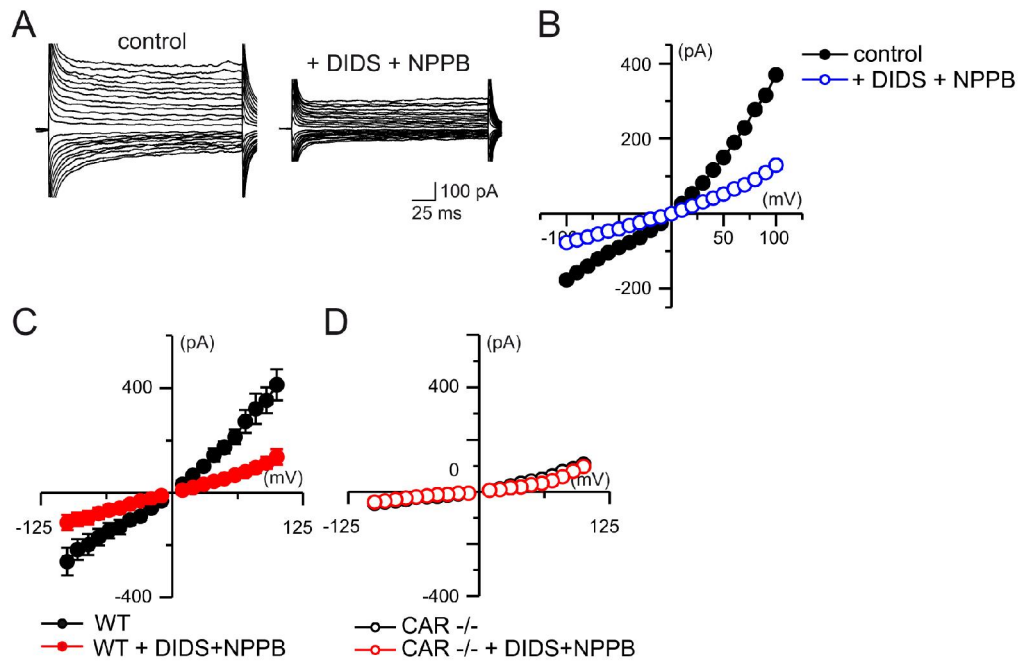 A
control
+ DIDS + NPPB
100 pA
25 ms
B
(pA)
control
+ DIDS + NPPB
400
200
(mV)
50
100
-200
C
(pA)
400
(mV)
-125
125
-400
WT
WT + DIDS+NPPB
D
(pA)
400
0
(mV)
-125
125
-400
CAR -/-
CAR -/- + DIDS+NPPB